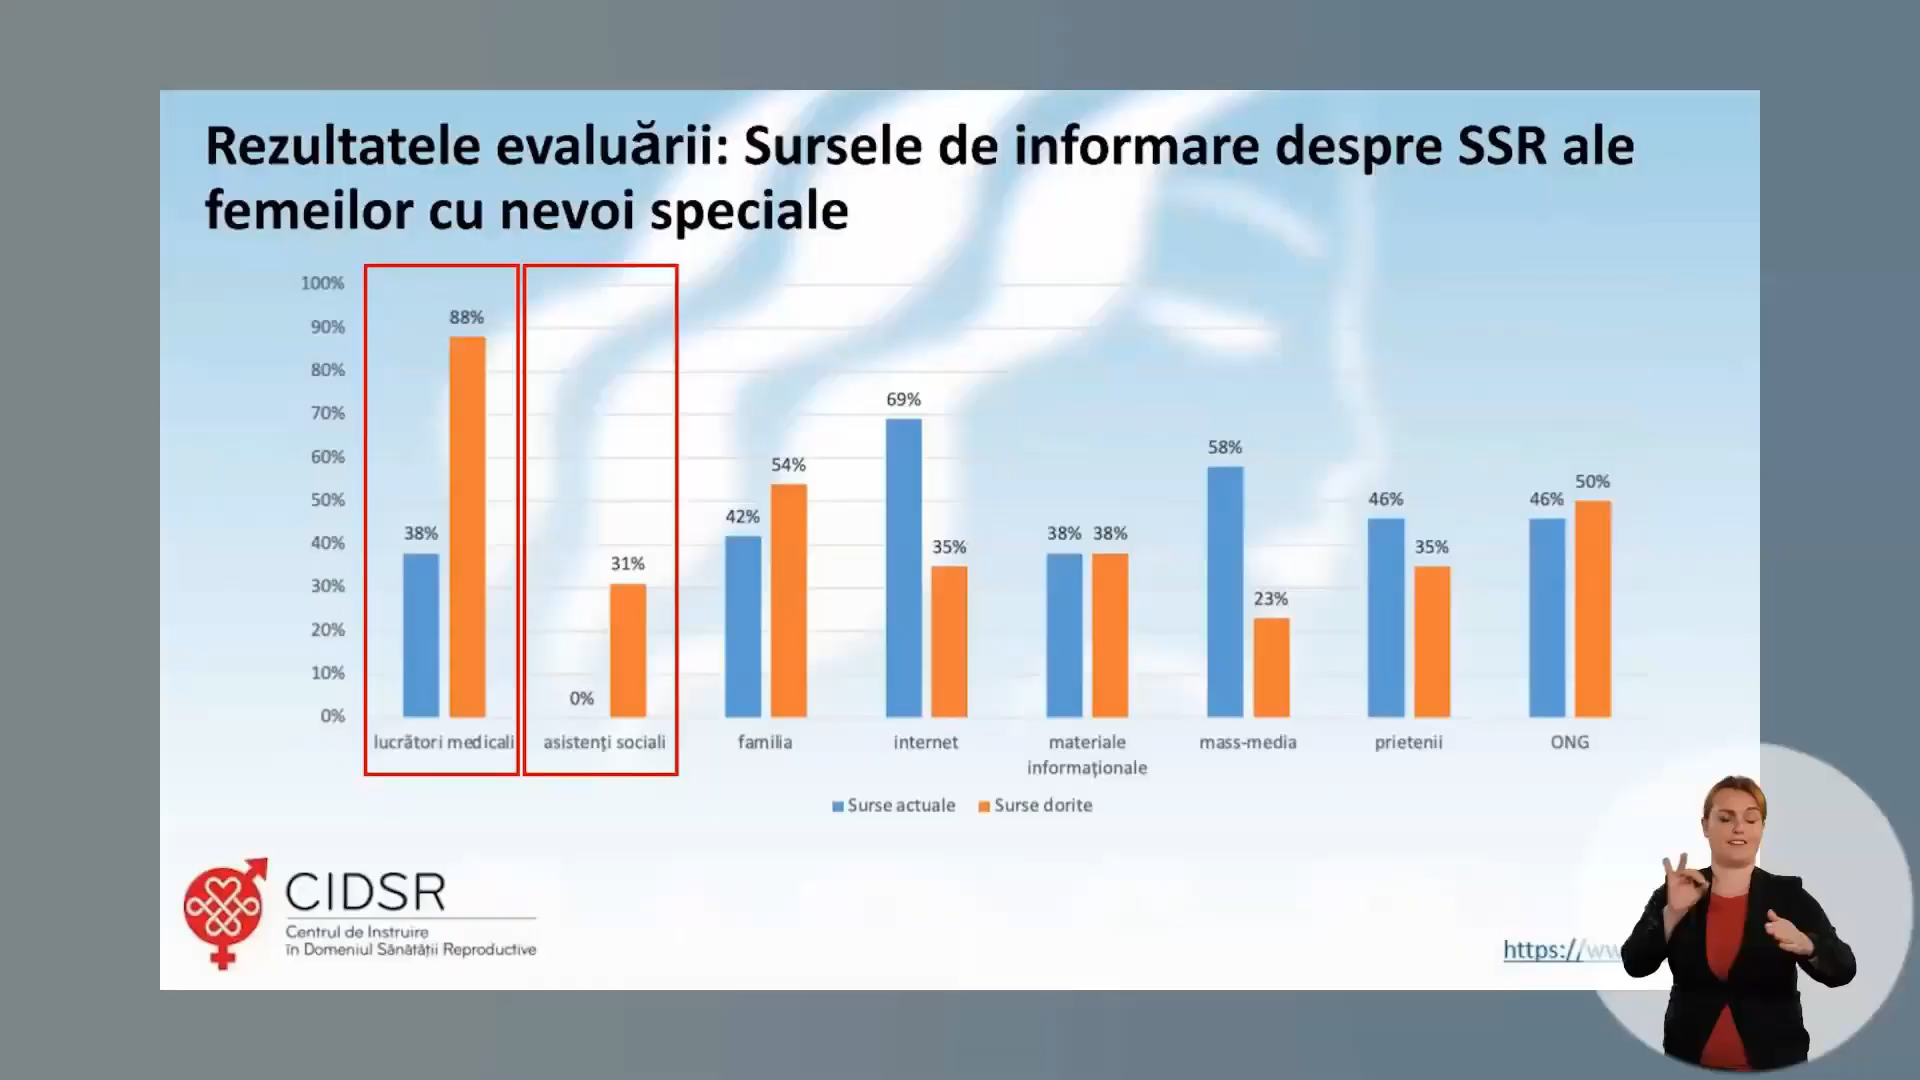 Rezultatele evaluării: Sursele de informare despre SSR ale
femeilor cu nevoi speciale
100%
90%
80%
70%
60%
50%
40%
30%
20%
10%
0%
38%
88%
0%
31%
42%
54%
69%
35%
38%
38%
58%
23%
46%
35%
46%
50%
lucrători medicali
asistenți sociali
familia
internet
materiale
informaționale
mass-media
prietenii
ONG
Surse actuale
Surse dorite
CIDSR
Centrul de Instruire
în Domeniul Sănătății Reproductive
https://ww